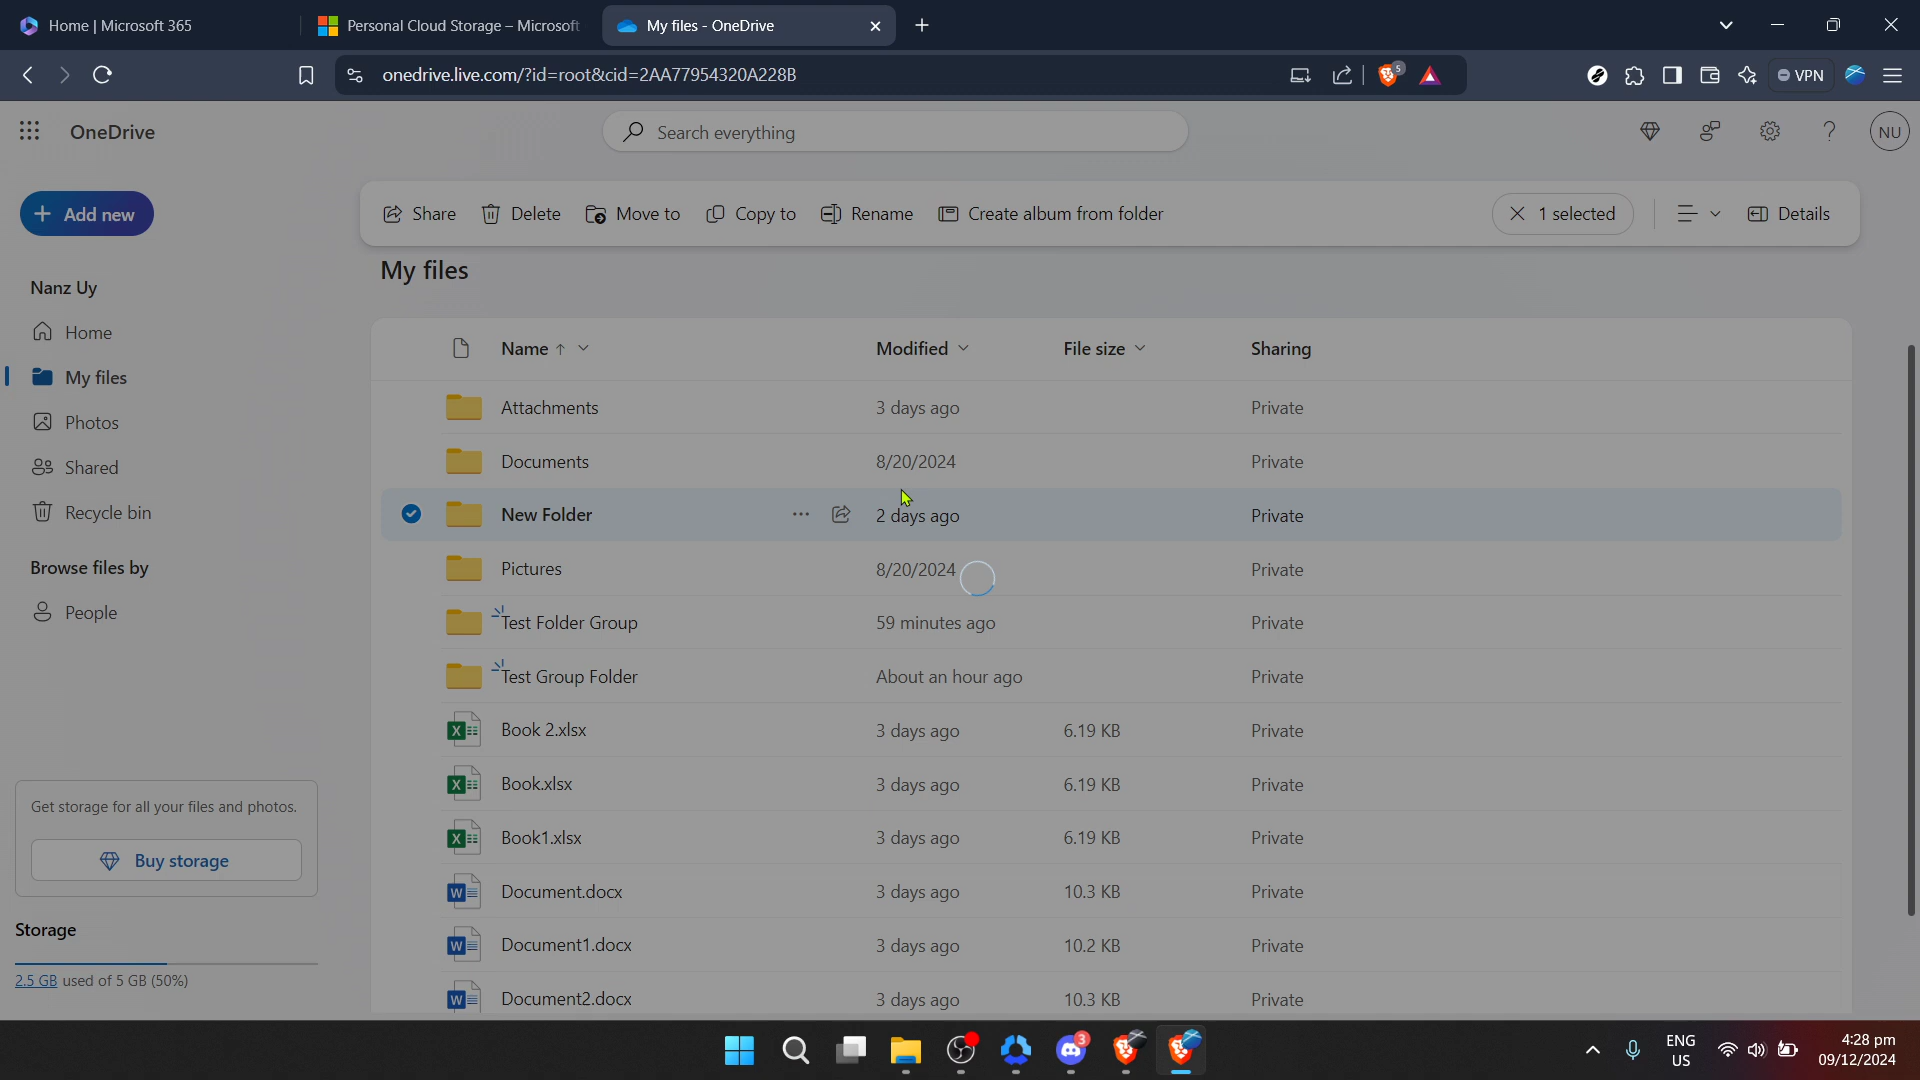 Home | Microsoft 365
Personal Cloud Storage – Microsoft
My files - OneDrive
onedrive.live.com/?id=root&cid=2AA77954320A228B
5
VPN
OneDrive
Search everything
NU
Add new
Share
Delete
Move to
Copy to
Rename
Create album from folder
1 selected
Details
My files
Nanz Uy
Home
My files
Photos
Shared
Recycle bin
Browse files by
People
Get storage for all your files and photos.
Buy storage
Storage
2.5 GB used of 5 GB (50%)
Name Modified File size Sharing
Attachments 3 days ago Private
Documents 8/20/2024 Private
New Folder 2 days ago Private
Pictures 8/20/2024 Private
Test Folder Group 59 minutes ago Private
Test Group Folder About an hour ago Private
Book 2.xlsx 3 days ago 6.19 KB Private
Book.xlsx 3 days ago 6.19 KB Private
Book1.xlsx 3 days ago 6.19 KB Private
Document.docx 3 days ago 10.3 KB Private
Document1.docx 3 days ago 10.2 KB Private
Document2.docx 3 days ago 10.3 KB Private
3
ENG
US
4:28 pm
09/12/2024